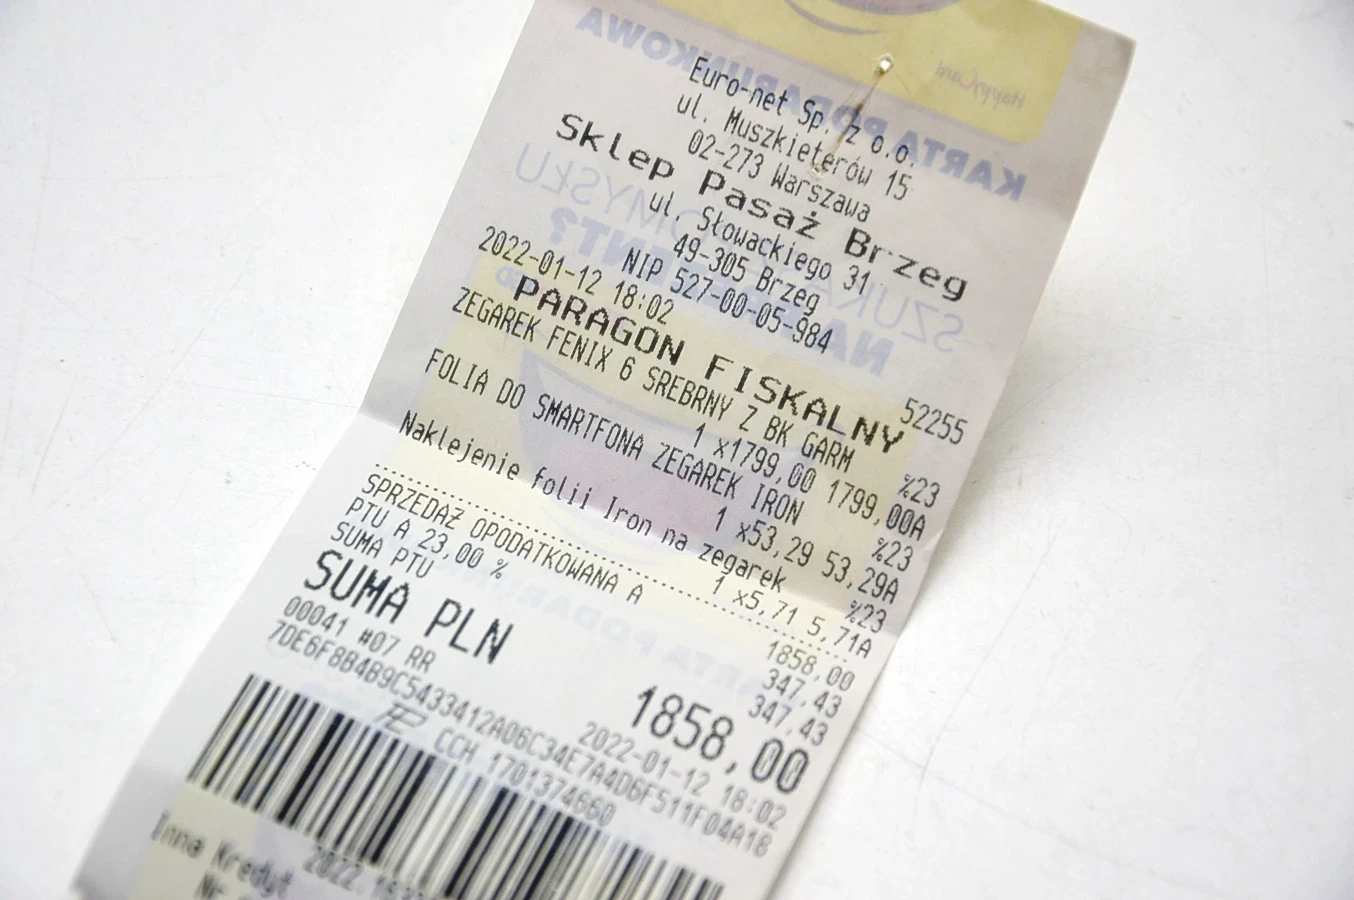 Euro-net Sp. z o.o.
ul. Muszkieterów 15
02-273 Warszawa
Sklep Pasaż Brzeg
ul. Słowackiego 31
49-305 Brzeg
NIP 527-00-05-984
2022-01-12 18:02 52255
PARAGON FISKALNY
ZEGAREK FENIX 6 SREBRNY Z BK GARM %23
1 x1799,00 1799,00A
FOLIA DO SMARTFONA ZEGAREK IRON %23
1 x53,29 53,29A
Naklejenie folii Iron na zegarek %23
1 x5,71 5,71A
SPRZEDAŻ OPODATKOWANA A 1858,00
PTU A 23,00 % 347,43
SUMA PTU 347,43
SUMA PLN 1858,00
00041 #07 RR 2022-01-12 18:02
7DE6F8B4B9C5433412A06C34E7A4D6F511F04A18
CCH 1701374660
Inna Kredyt
Nr
KARTA PODARUNKOWA
HappyCard